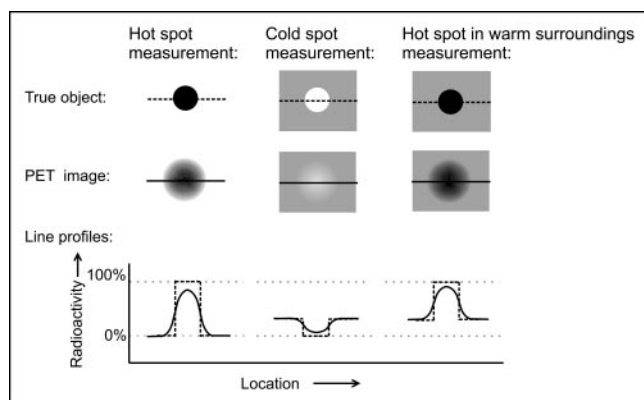 Hot spot
measurement:
Cold spot
measurement:
Hot spot in warm surroundings
measurement:
True object:
PET image:
Line profiles:
Radioactivity
100%
0%
Location